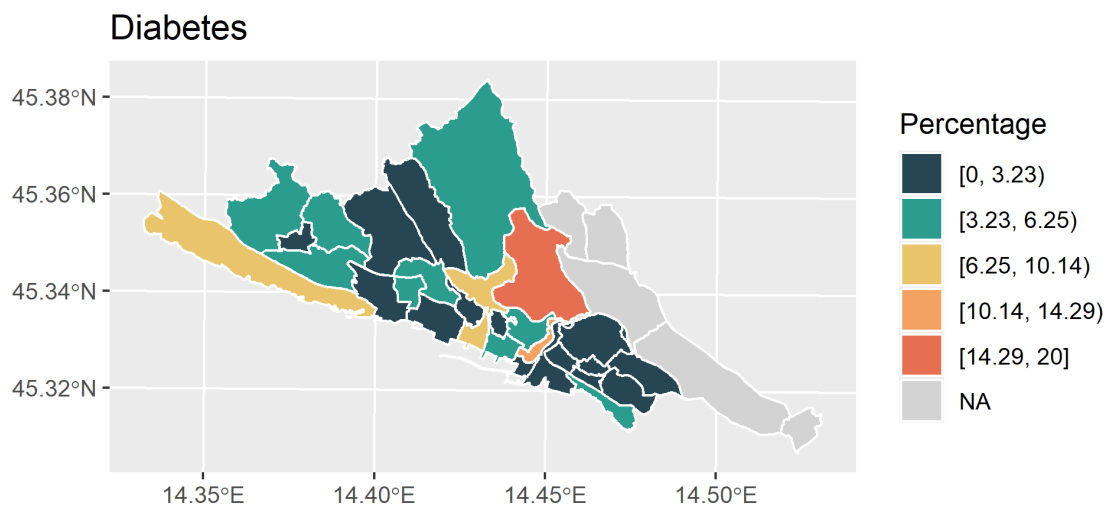 Diabetes
45.38°N
45.36°N
45.34°N
45.32°N
14.35°E
14.40°E
14.45°E
14.50°E
Percentage
[0, 3.23)
[3.23, 6.25)
[6.25, 10.14)
[10.14, 14.29)
[14.29, 20]
NA